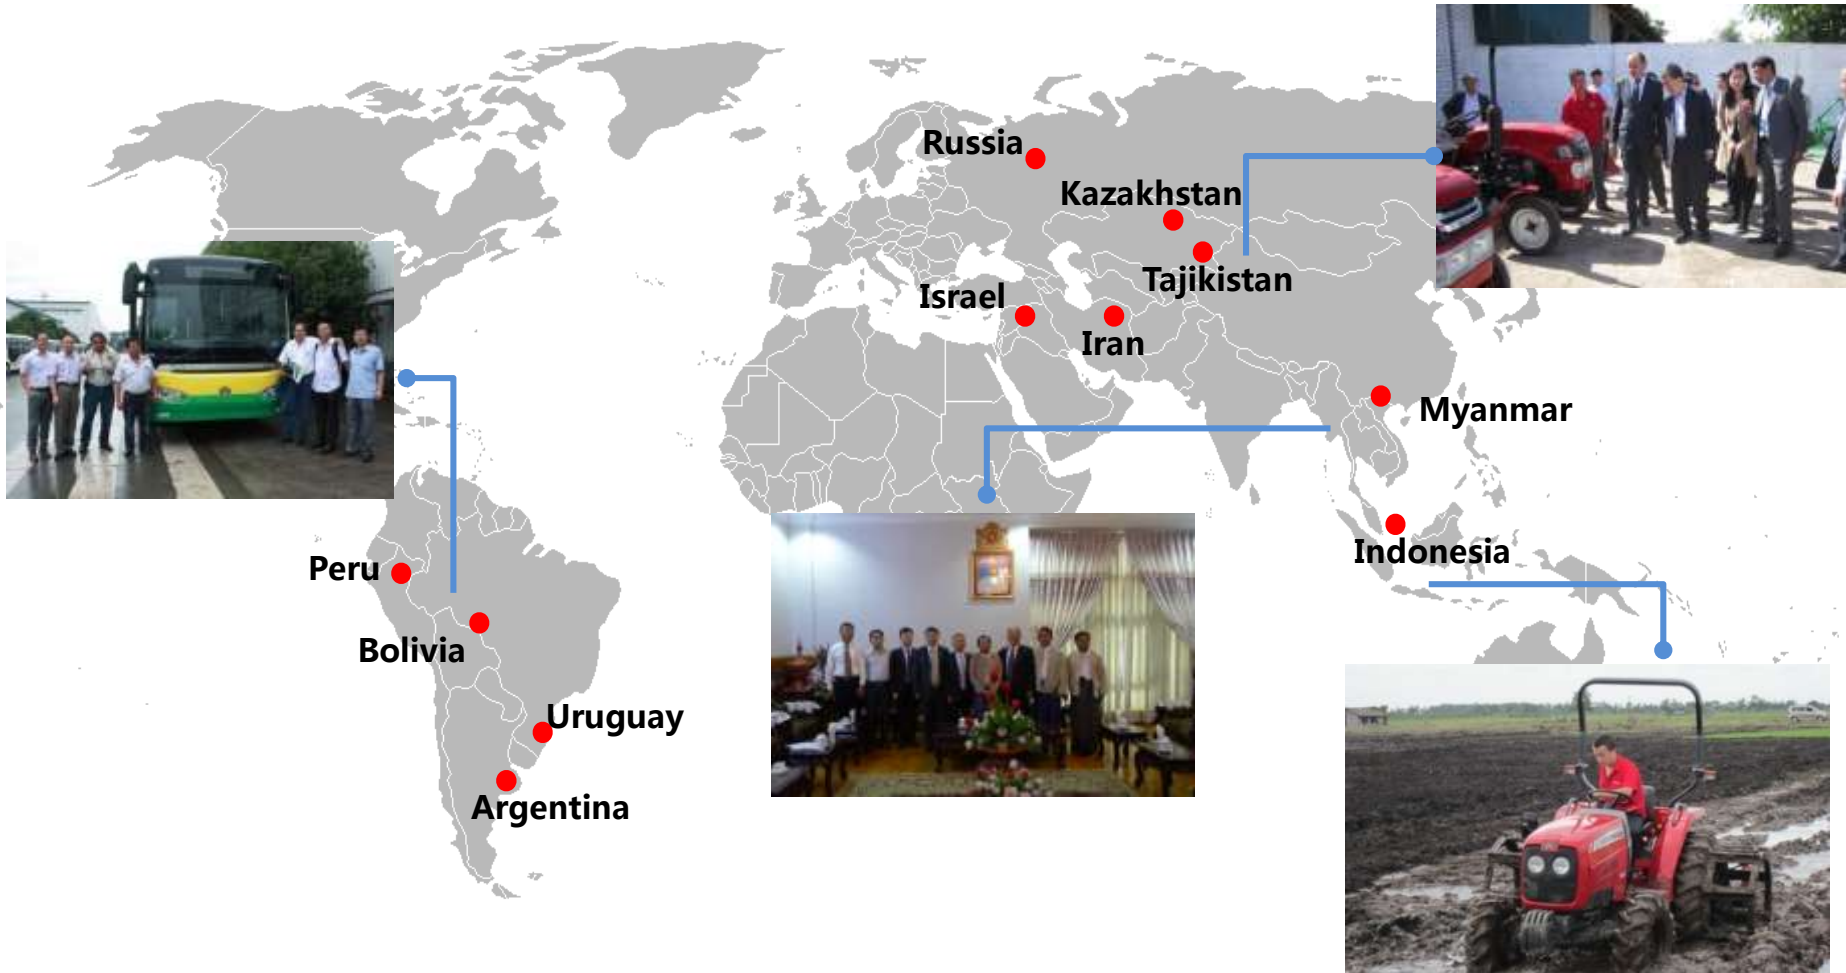 Russia
Kazakhstan
Tajikistan
Israel
Iran
Myanmar
Indonesia
Peru
Bolivia
Uruguay
Argentina